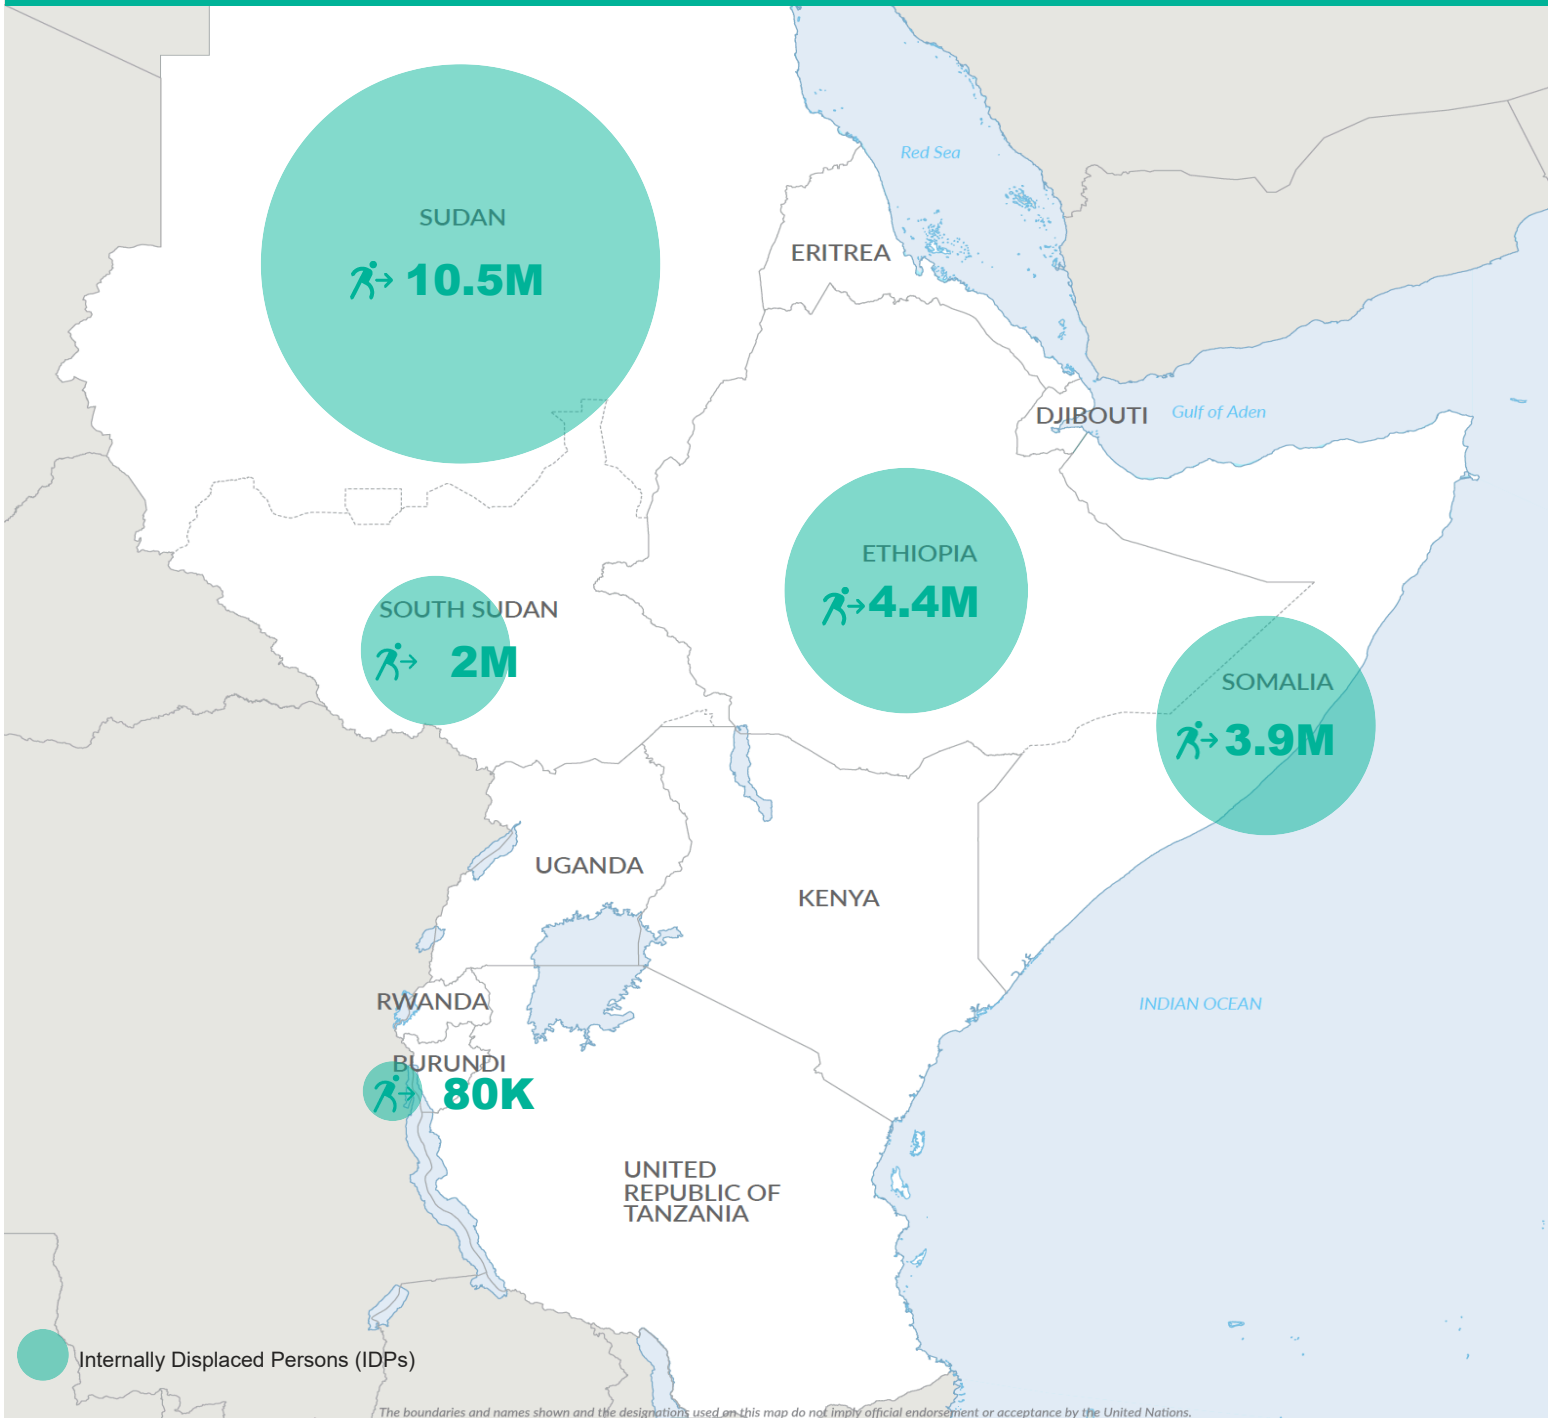 Red Sea
SUDAN
ERITREA
10.5M
DJIBOUTI
Gulf of Aden
ETHIOPIA
4.4M
SOUTH SUDAN
2M
SOMALIA
3.9M
UGANDA
KENYA
RWANDA
INDIAN OCEAN
BURUNDI
80K
UNITED
REPUBLIC OF
TANZANIA
Internally Displaced Persons (IDPs)
The boundaries and names shown and the designations used on this map do not imply official endorsement or acceptance by the United Nations.